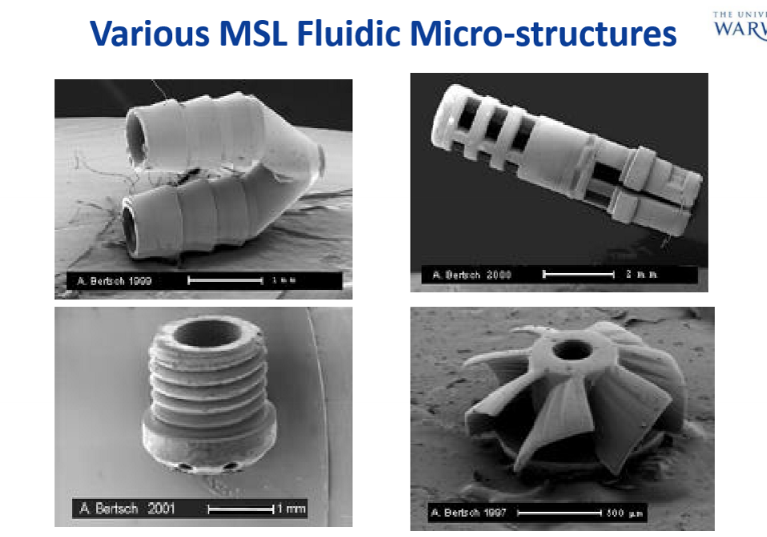 Various MSL Fluidic Micro-structures
THE UNIVE
WARW
A. Bertsch 1999 1 mm
A. Bertsch 2000 2 mm
A. Bertsch 2001 1 mm
A. Bertsch 1997 500 µm